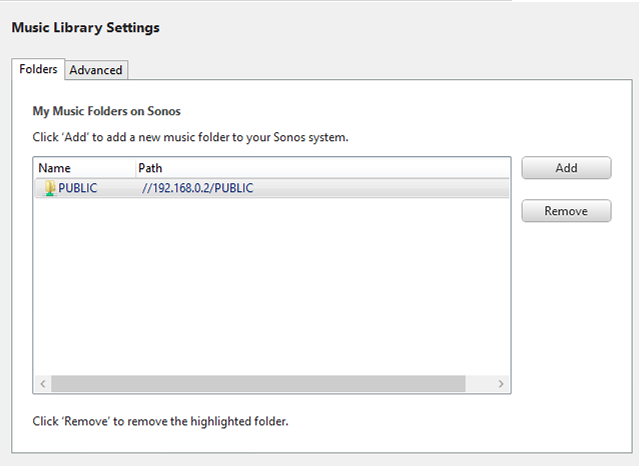 Music Library Settings
Folders Advanced
My Music Folders on Sonos
Click 'Add' to add a new music folder to your Sonos system.
Name Path
PUBLIC //192.168.0.2/PUBLIC
Add
Remove
Click 'Remove' to remove the highlighted folder.